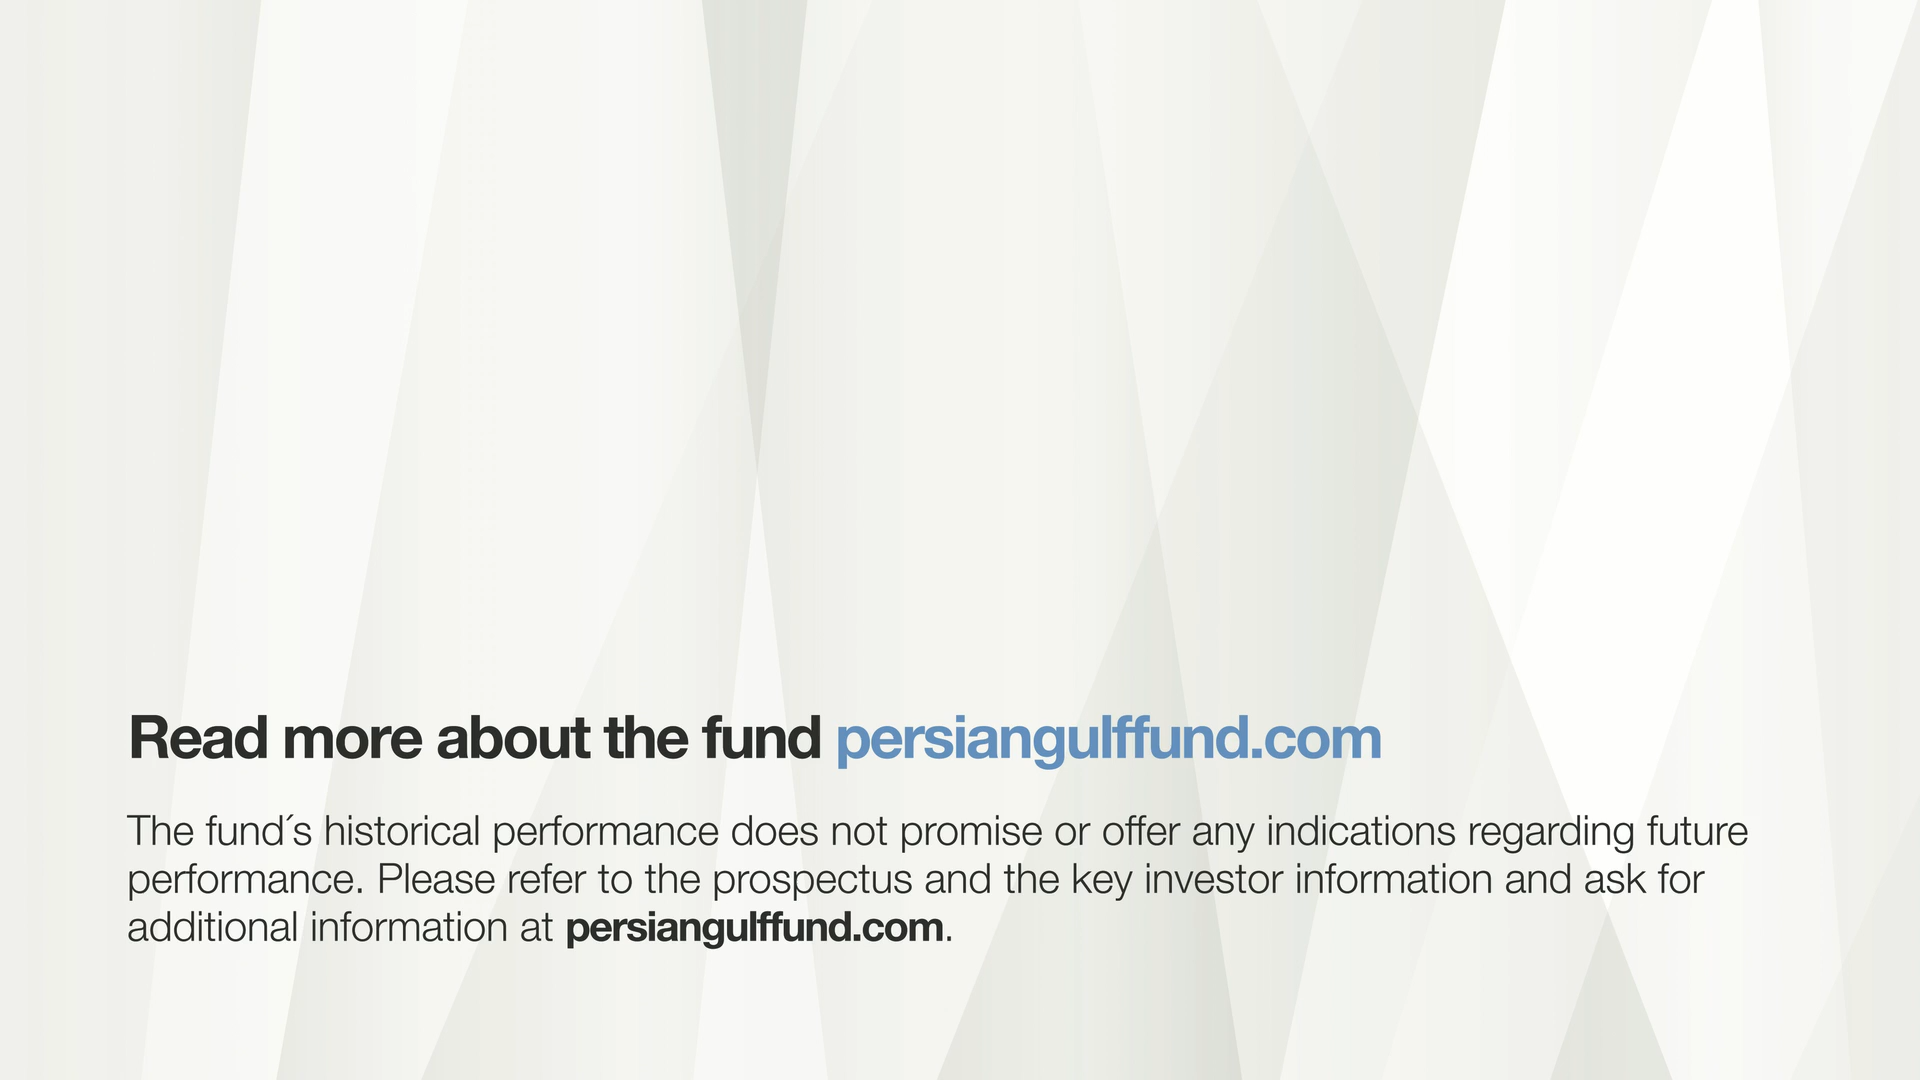 Read more about the fund persiangulffund.com
The fund´s historical performance does not promise or offer any indications regarding future
performance. Please refer to the prospectus and the key investor information and ask for
additional information at persiangulffund.com.